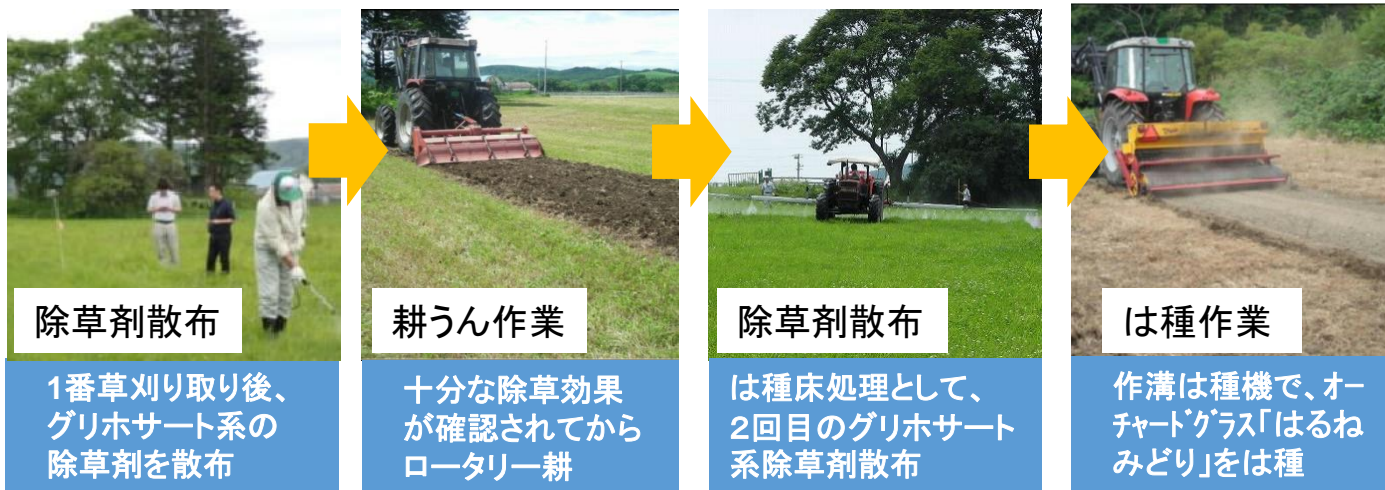 除草剤散布
1番草刈り取り後、
グリホサート系の
除草剤を散布
耕うん作業
十分な除草効果
が確認されてから
ロータリー耕
除草剤散布
は種床処理として、
2回目のグリホサート
系除草剤散布
は種作業
作溝は種機で、オー
チャードグラス「はるね
みどり」をは種